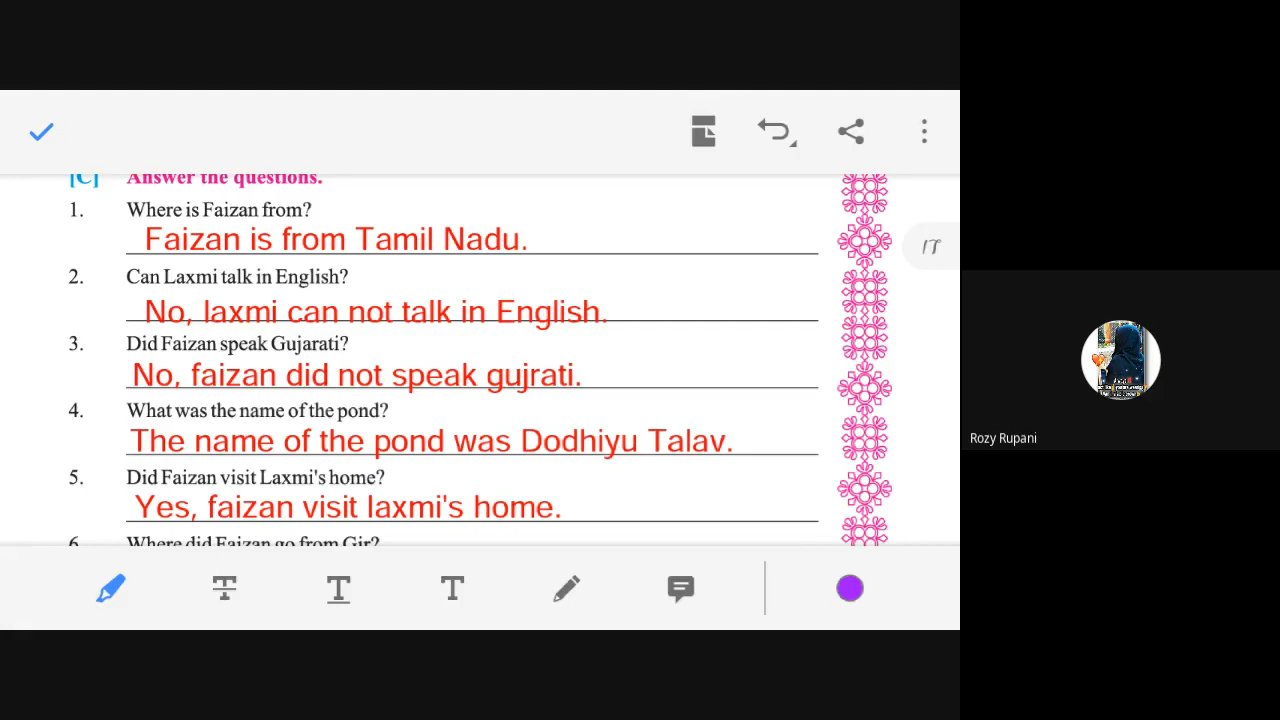 [C] Answer the questions.
1. Where is Faizan from?
Faizan is from Tamil Nadu.
2. Can Laxmi talk in English?
No, laxmi can not talk in English.
3. Did Faizan speak Gujarati?
No, faizan did not speak gujrati.
4. What was the name of the pond?
The name of the pond was Dodhiyu Talav.
5. Did Faizan visit Laxmi's home?
Yes, faizan visit laxmi's home.
6. Where did Faizan go from Gir?
Rozy Rupani